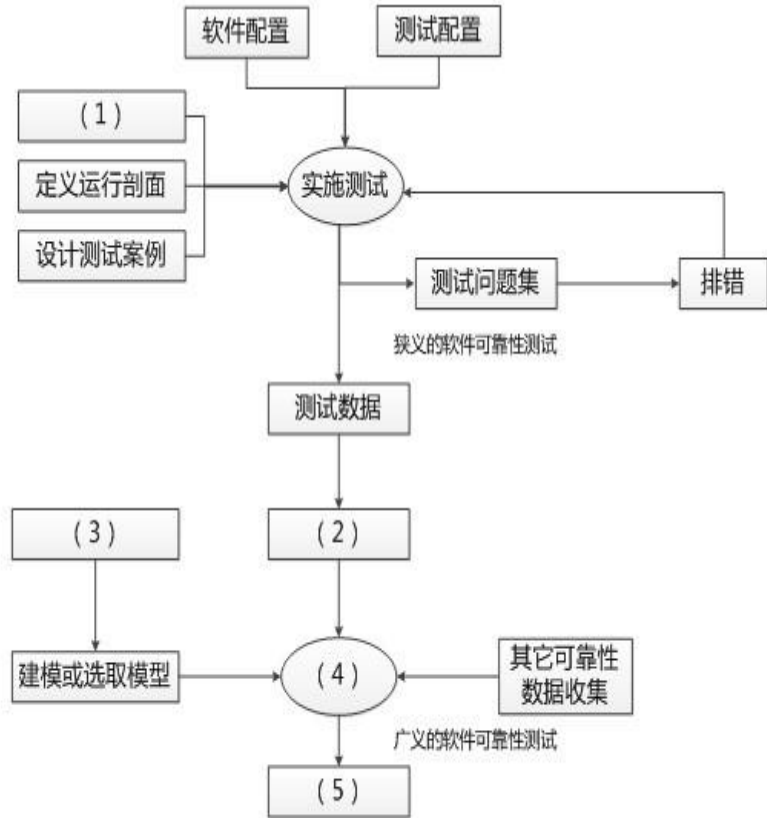 软件配置
测试配置
(1)
定义运行剖面
设计测试案例
实施测试
测试问题集
排错
狭义的软件可靠性测试
测试数据
(3)
(2)
建模或选取模型
(4)
其它可靠性
数据收集
广义的软件可靠性测试
(5)